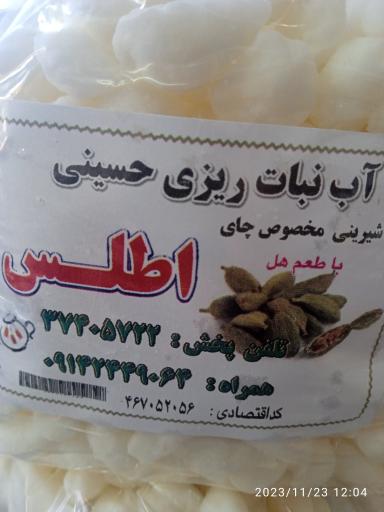 آب نبات ریزی حسینی
شیرینی مخصوص چای
با طعم هل
اطلس
تلفن پخش : ۳۷۴۰۵۷۲۲
همراه : ۰۹۱۴۲۴۴۹۰۶۴
کداقتصادی : ۴۶۷۰۵۲۰۵۶
2023/11/23 12:04